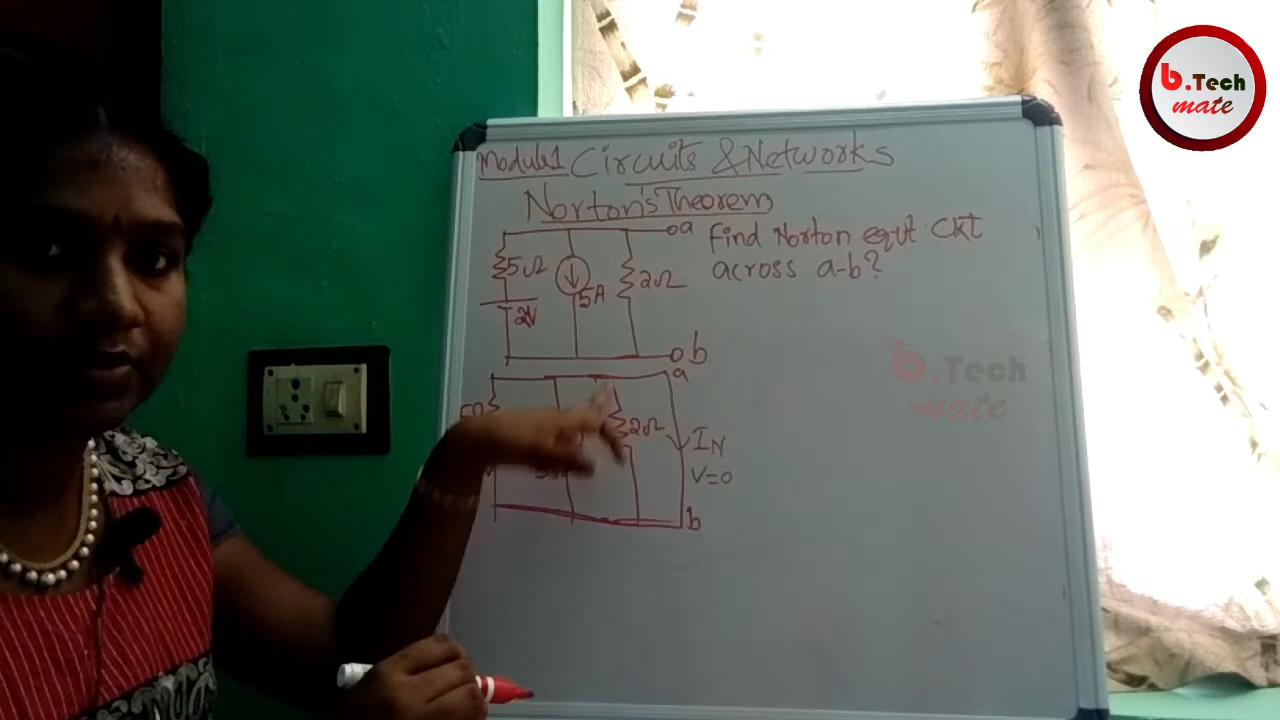 b.Tech
mate
Module1 Circuits & Networks
Norton's Theorem
a
Find Norton eqvt. Ckt
across a-b?
5Ω
5A
2Ω
2V
b
b.Tech
mate
a
2Ω
IN
V=0
b